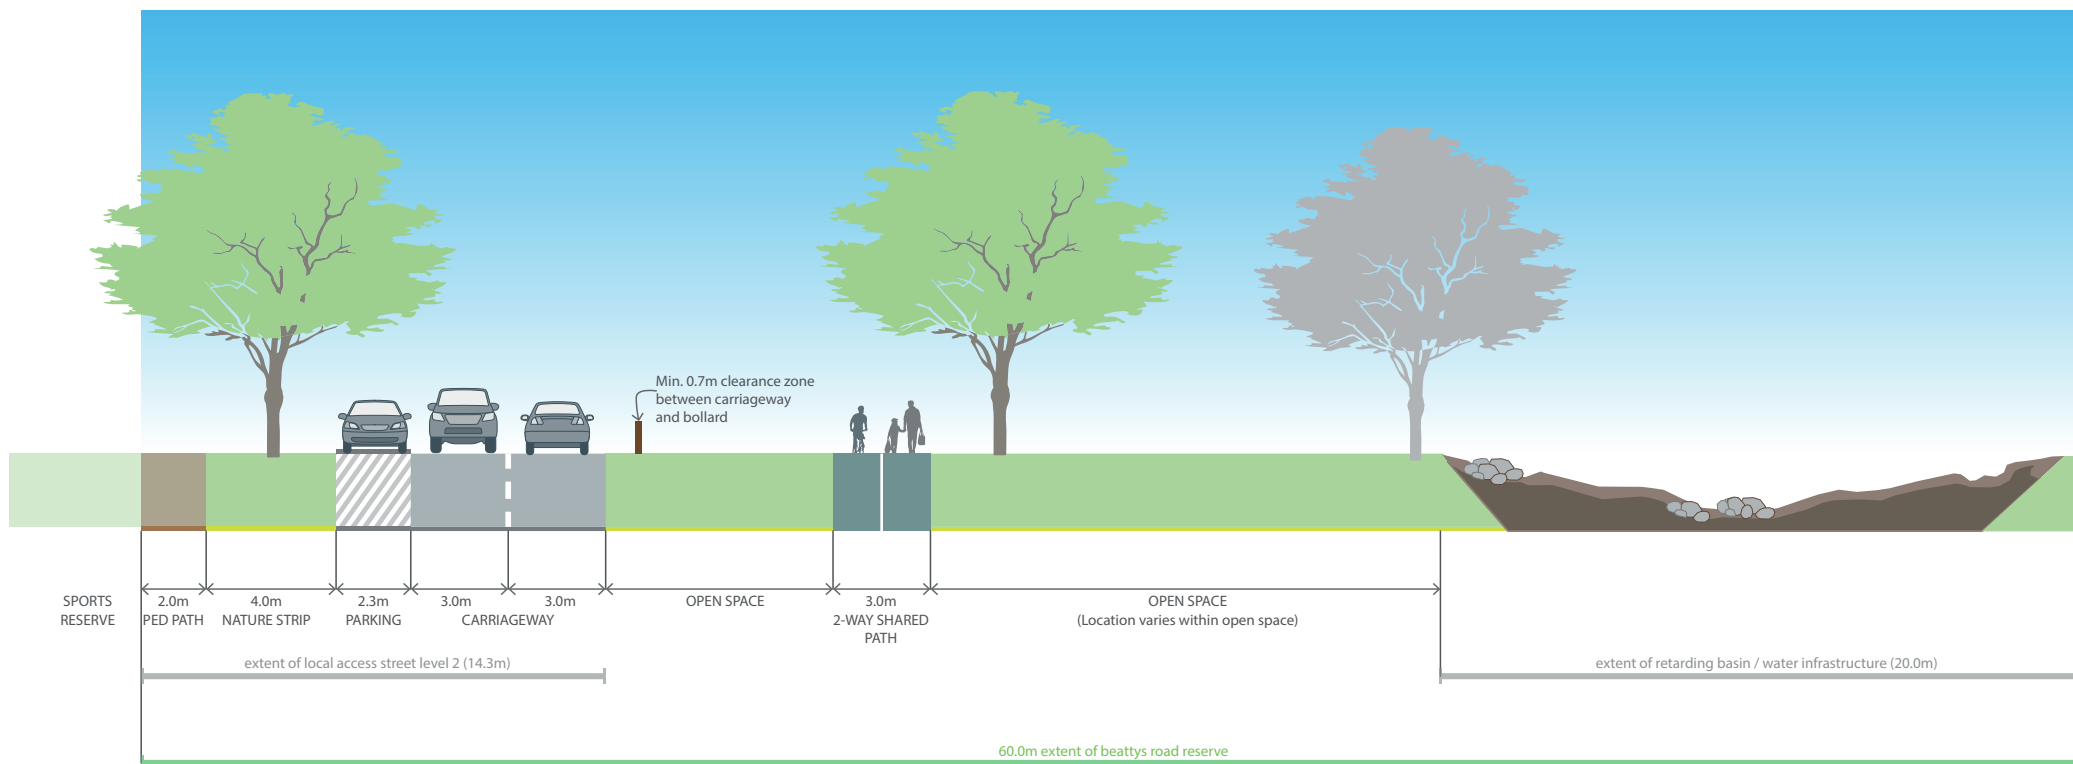 Min. 0.7m clearance zone
between carriageway
and bollard
SPORTS
RESERVE
2.0m
PED PATH
4.0m
NATURE STRIP
2.3m
PARKING
3.0m
3.0m
CARRIAGEWAY
OPEN SPACE
3.0m
2-WAY SHARED
PATH
OPEN SPACE
(Location varies within open space)
extent of local access street level 2 (14.3m)
extent of retarding basin / water infrastructure (20.0m)
60.0m extent of beattys road reserve